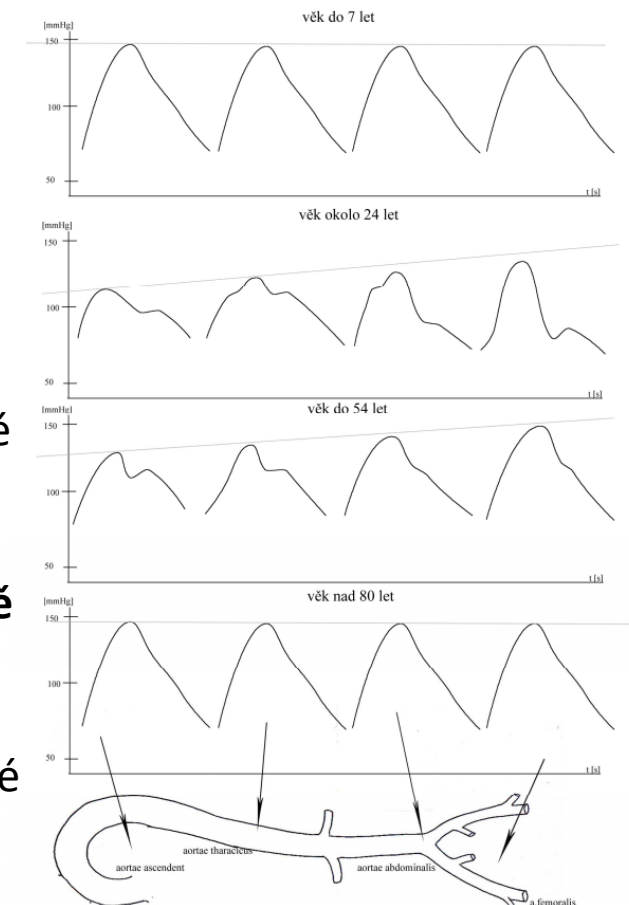 věk do 7 let
[mmHg]
150
100
50
t [s]
věk okolo 24 let
[mmHg]
150
100
50
t [s]
é
věk do 54 let
[mmHg]
150
100
50
t [s]
ě
věk nad 80 let
[mmHg]
150
100
50
t [s]
é
aortae tharacicus
aortae ascendent
aortae abdominalis
a.femoralis